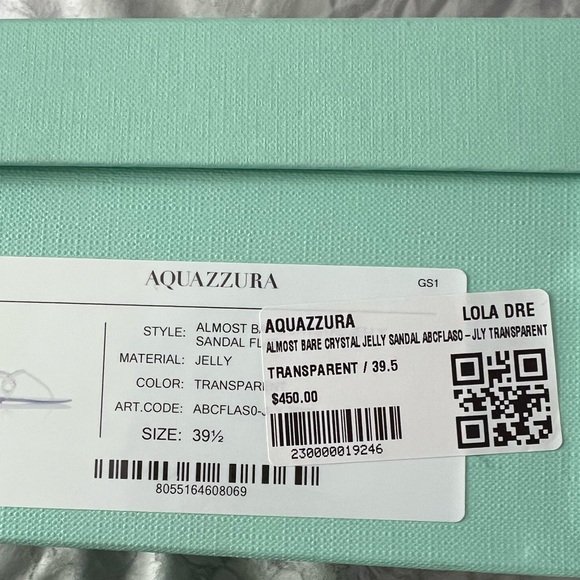 AQUAZZURA
GS1
STYLE: ALMOST BA
SANDAL FL
MATERIAL: JELLY
COLOR: TRANSPARENT
ART.CODE: ABCFLAS0-J
SIZE: 39½
8055164608069
AQUAZZURA
LOLA DRE
ALMOST BARE CRYSTAL JELLY SANDAL ABCFLAS0-JLY TRANSPARENT
TRANSPARENT / 39.5
$450.00
230000019246